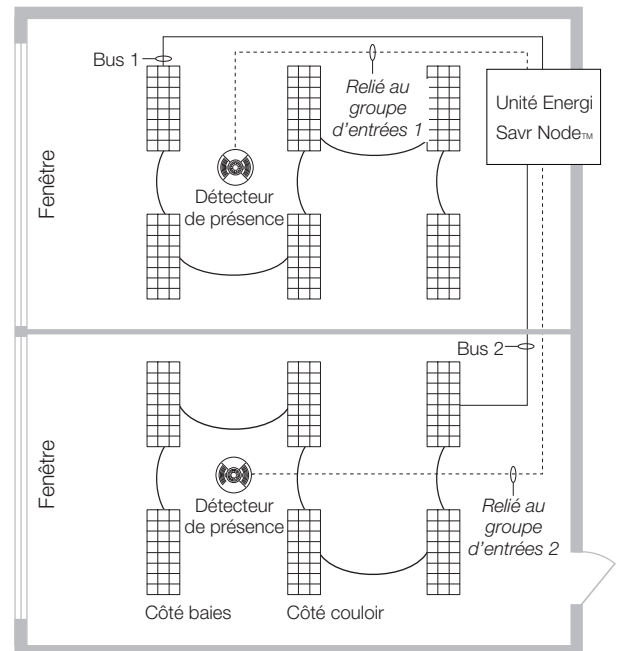 Bus 1
Relié au
groupe
d'entrées 1
Unité Energi
Savr Node™
Fenêtre
Détecteur
de présence
Bus 2
Fenêtre
Détecteur
de présence
Relié au
groupe
d'entrées 2
Côté baies
Côté couloir